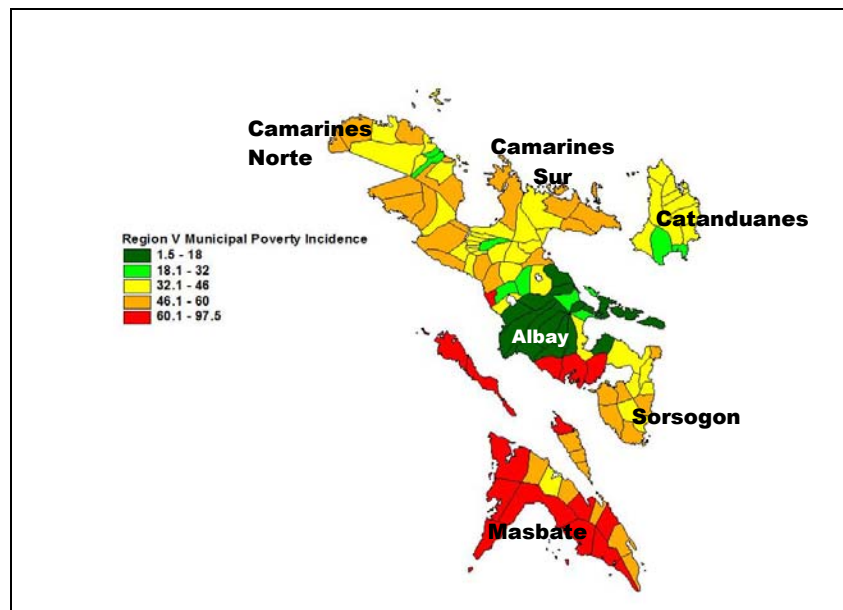 Camarines
Norte
Camarines
Sur
Catanduanes
Region V Municipal Poverty Incidence
1.5 - 18
18.1 - 32
32.1 - 46
46.1 - 60
60.1 - 97.5
Albay
Sorsogon
Masbate